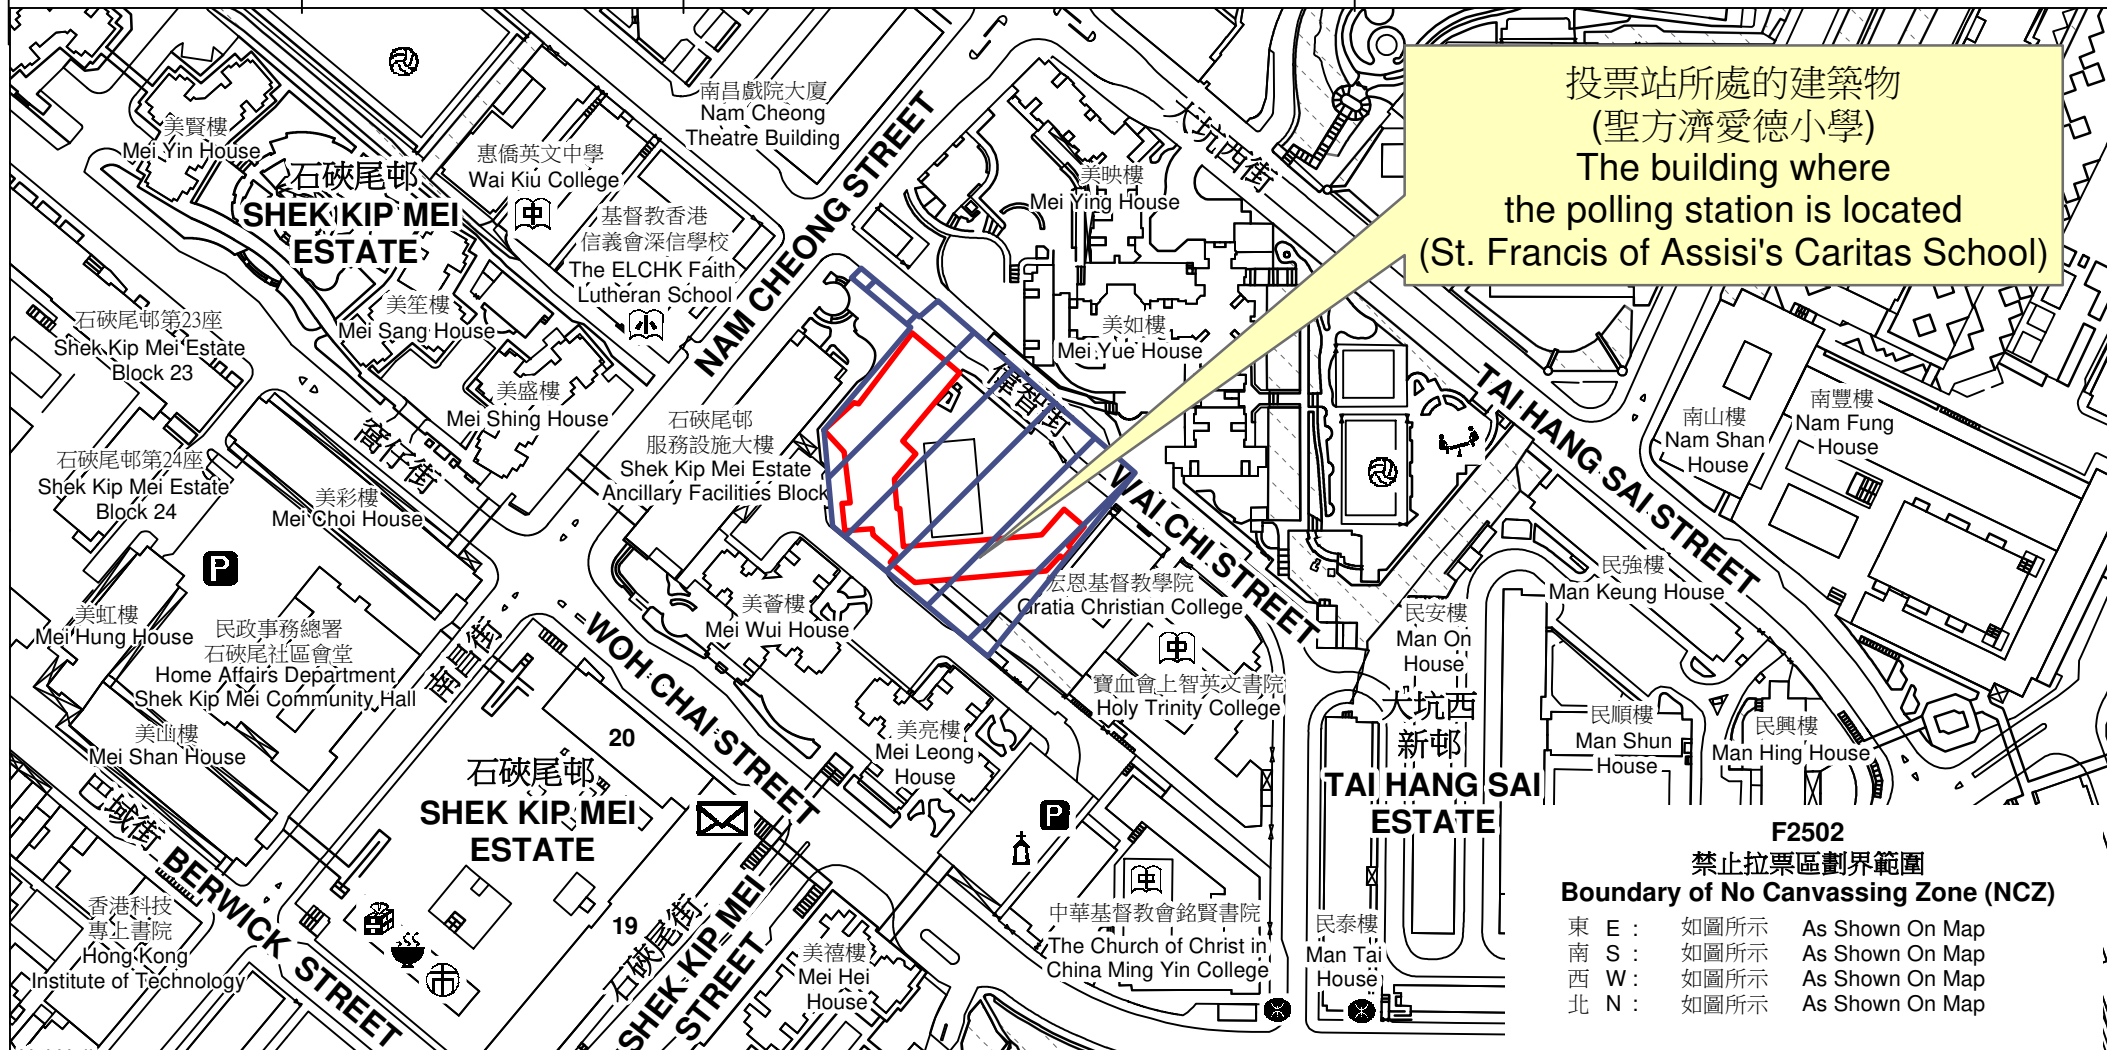 投票站所處的建築物
(聖方濟愛德小學)
The building where
the polling station is located
(St. Francis of Assisi's Caritas School)
南昌戲院大廈
Nam Cheong
Theatre Building
美賢樓
Mei Yin House
石硤尾邨
SHEK KIP MEI
ESTATE
惠僑英文中學
Wai Kiu College
中
基督教香港
信義會深信學校
The ELCHK Faith
Lutheran School
小
NAM CHEONG STREET
大坑西街
美映樓
Mei Ying House
美如樓
Mei Yue House
偉智街
WAI CHI STREET
TAI HANG SAI STREET
南山樓
Nam Shan
House
南豐樓
Nam Fung
House
石硤尾邨第23座
Shek Kip Mei Estate
Block 23
美笙樓
Mei Sang House
美盛樓
Mei Shing House
窩仔街
石硤尾邨第24座
Shek Kip Mei Estate
Block 24
美彩樓
Mei Choi House
石硤尾邨
服務設施大樓
Shek Kip Mei Estate
Ancillary Facilities Block
P
美虹樓
Mei Hung House
民政事務總署
石硤尾社區會堂
Home Affairs Department
Shek Kip Mei Community Hall
南昌街
美薈樓
Mei Wui House
WOH CHAI STREET
宏恩基督教學院
Gratia Christian College
中
寶血會上智英文書院
Holy Trinity College
民安樓
Man On
House
民強樓
Man Keung House
大坑西
新邨
TAI HANG SAI
ESTATE
民順樓
Man Shun
House
民興樓
Man Hing House
美山樓
Mei Shan House
巴域街
BERWICK STREET
20
石硤尾邨
SHEK KIP MEI
ESTATE
19
美亮樓
Mei Leong
House
P
香港科技
專上書院
Hong Kong
Institute of Technology
市
石硤尾街
SHEK KIP MEI
STREET
美禧樓
Mei Hei
House
中
中華基督教會銘賢書院
The Church of Christ in
China Ming Yin College
民泰樓
Man Tai
House
F2502
禁止拉票區劃界範圍
Boundary of No Canvassing Zone (NCZ)
東 E : 如圖所示 As Shown On Map
南 S : 如圖所示 As Shown On Map
西 W : 如圖所示 As Shown On Map
北 N : 如圖所示 As Shown On Map